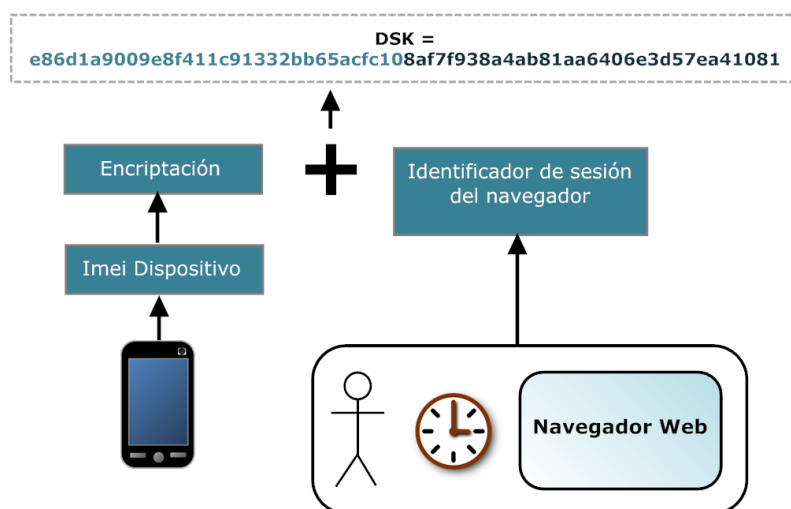 DSK =
e86d1a9009e8f411c91332bb65acfc108af7f938a4ab81aa6406e3d57ea41081
Encriptación
Identificador de sesión
del navegador
Imei Dispositivo
Navegador Web